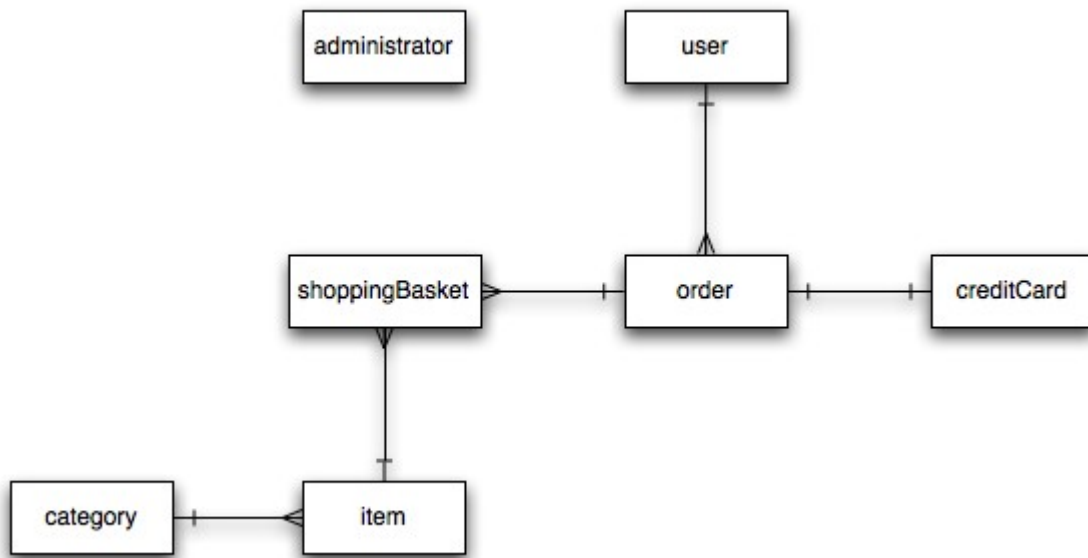 administrator
user
shoppingBasket
order
creditCard
category
item